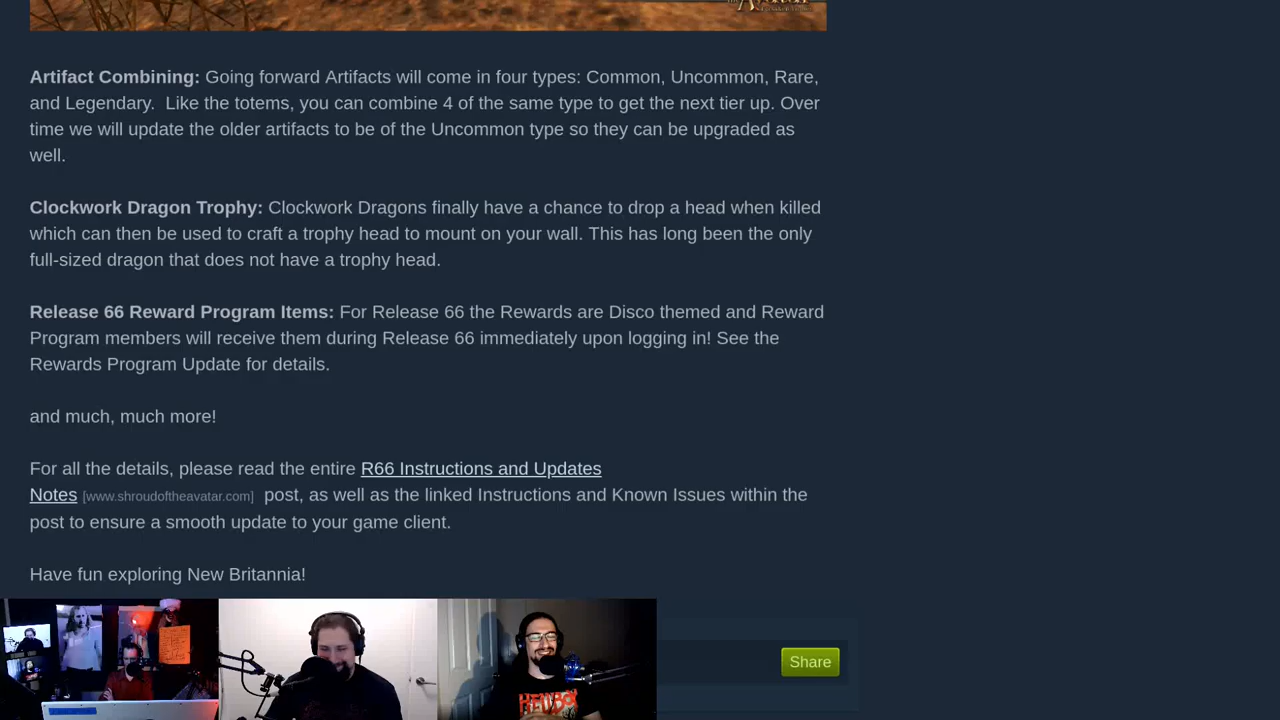 Avatar
Artifact Combining: Going forward Artifacts will come in four types: Common, Uncommon, Rare,
and Legendary.  Like the totems, you can combine 4 of the same type to get the next tier up. Over
time we will update the older artifacts to be of the Uncommon type so they can be upgraded as
well.
Clockwork Dragon Trophy: Clockwork Dragons finally have a chance to drop a head when killed
which can then be used to craft a trophy head to mount on your wall. This has long been the only
full-sized dragon that does not have a trophy head.
Release 66 Reward Program Items: For Release 66 the Rewards are Disco themed and Reward
Program members will receive them during Release 66 immediately upon logging in! See the
Rewards Program Update for details.
and much, much more!
For all the details, please read the entire R66 Instructions and Updates
Notes [www.shroudoftheavatar.com]  post, as well as the linked Instructions and Known Issues within the
post to ensure a smooth update to your game client.
Have fun exploring New Britannia!
Share
HELLBOY